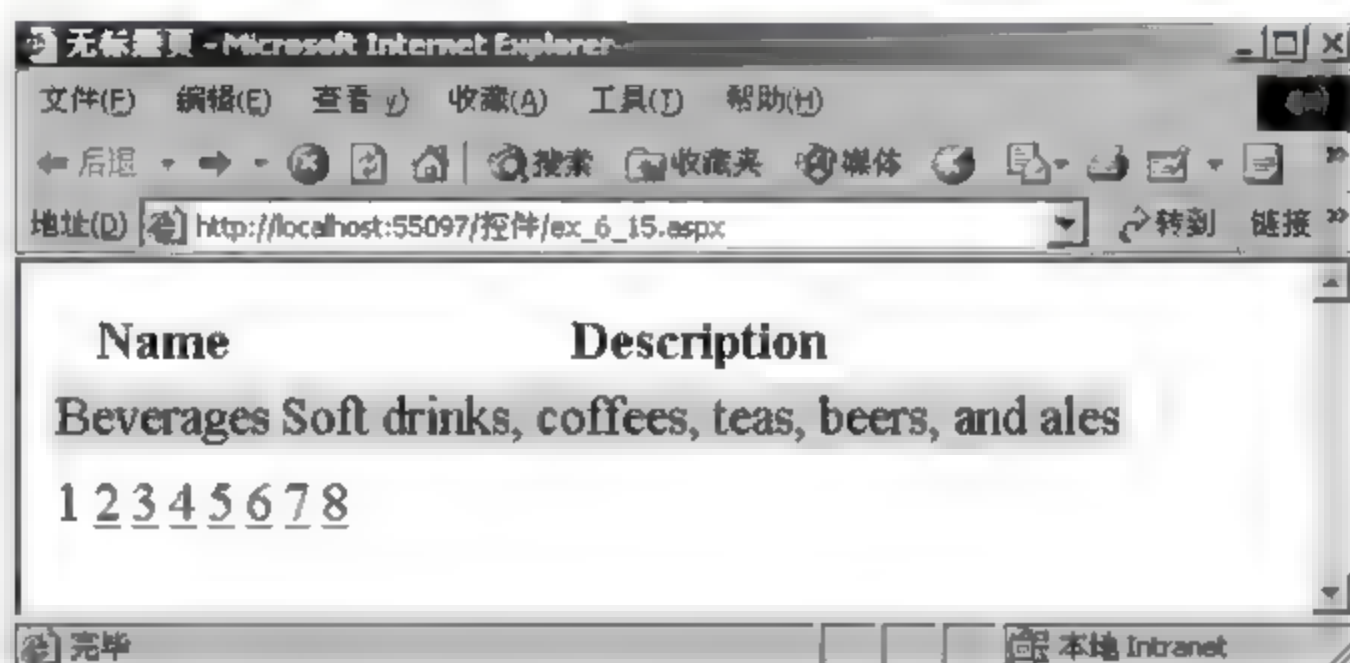 无标题页 - Microsoft Internet Explorer
文件(F) 编辑(E) 查看 收藏(A) 工具(T) 帮助(H)
后退 搜索 收藏夹 媒体 »
地址(D) http://localhost:55097/控件/ex_6_15.aspx 转到 链接 »
Name Description
Beverages Soft drinks, coffees, teas, beers, and ales
1 2 3 4 5 6 7 8
完毕 本地 Intranet